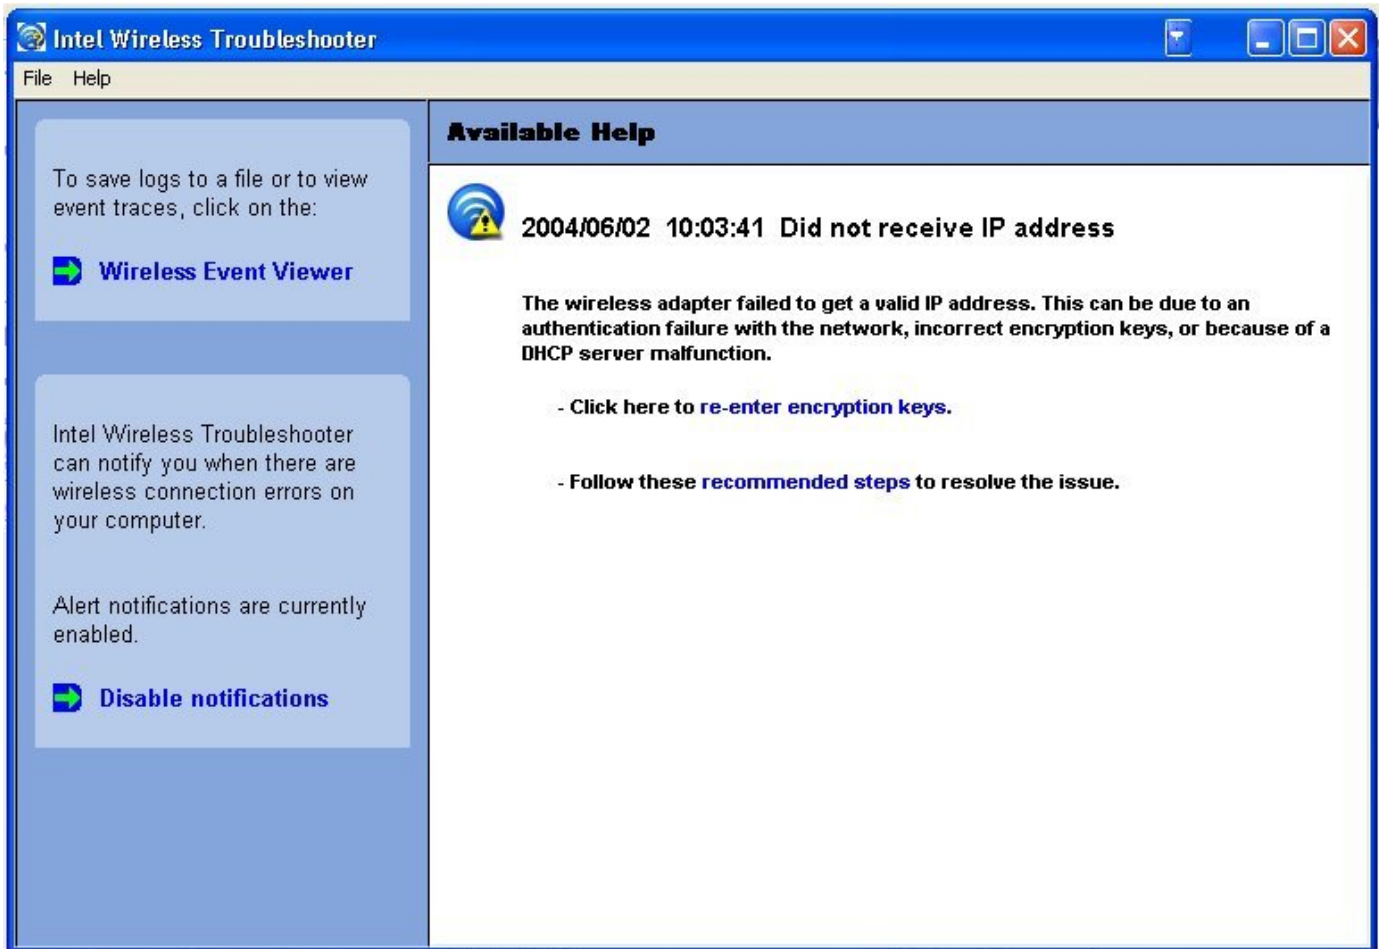 Intel Wireless Troubleshooter
File Help
To save logs to a file or to view
event traces, click on the:
Wireless Event Viewer
Intel Wireless Troubleshooter
can notify you when there are
wireless connection errors on
your computer.
Alert notifications are currently
enabled.
Disable notifications
Available Help
2004/06/02 10:03:41 Did not receive IP address
The wireless adapter failed to get a valid IP address. This can be due to an
authentication failure with the network, incorrect encryption keys, or because of a
DHCP server malfunction.
- Click here to re-enter encryption keys.
- Follow these recommended steps to resolve the issue.